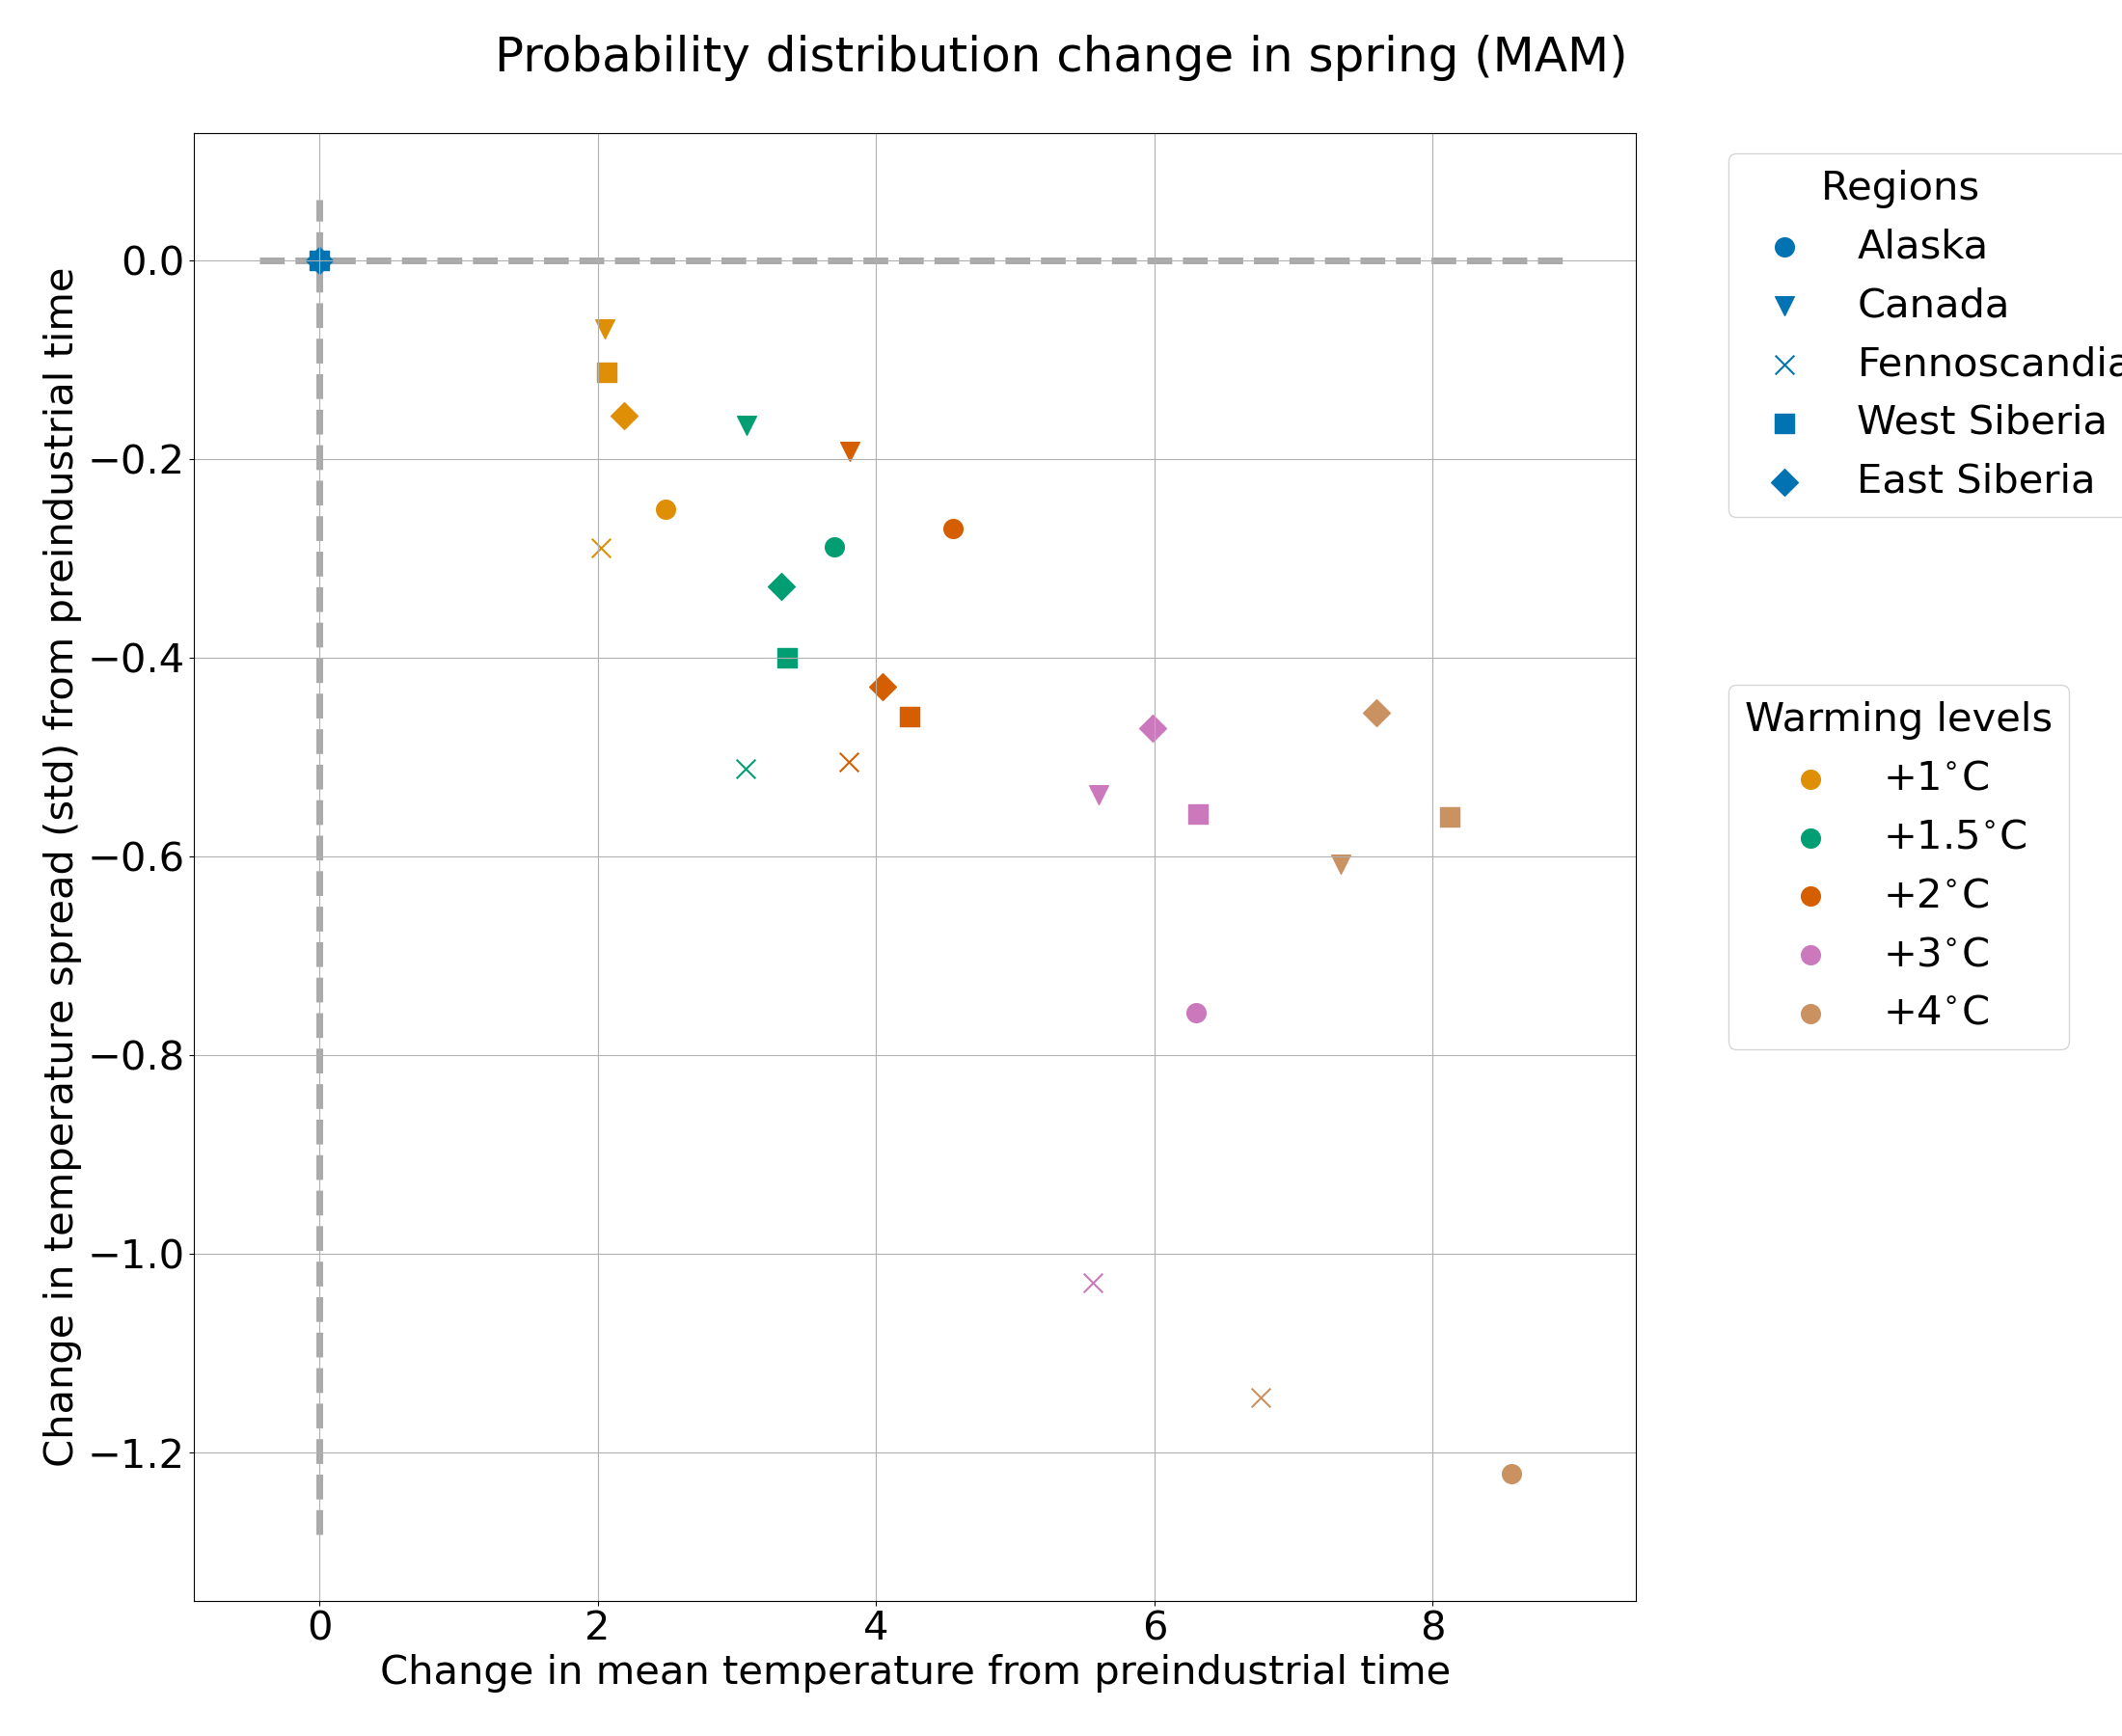 Probability distribution change in spring (MAM)
Change in temperature spread (std) from preindustrial time
0.0
−0.2
−0.4
−0.6
−0.8
−1.0
−1.2
0 2 4 6 8
Change in mean temperature from preindustrial time
Regions
Alaska
Canada
Fennoscandia
West Siberia
East Siberia
Warming levels
+1°C
+1.5°C
+2°C
+3°C
+4°C